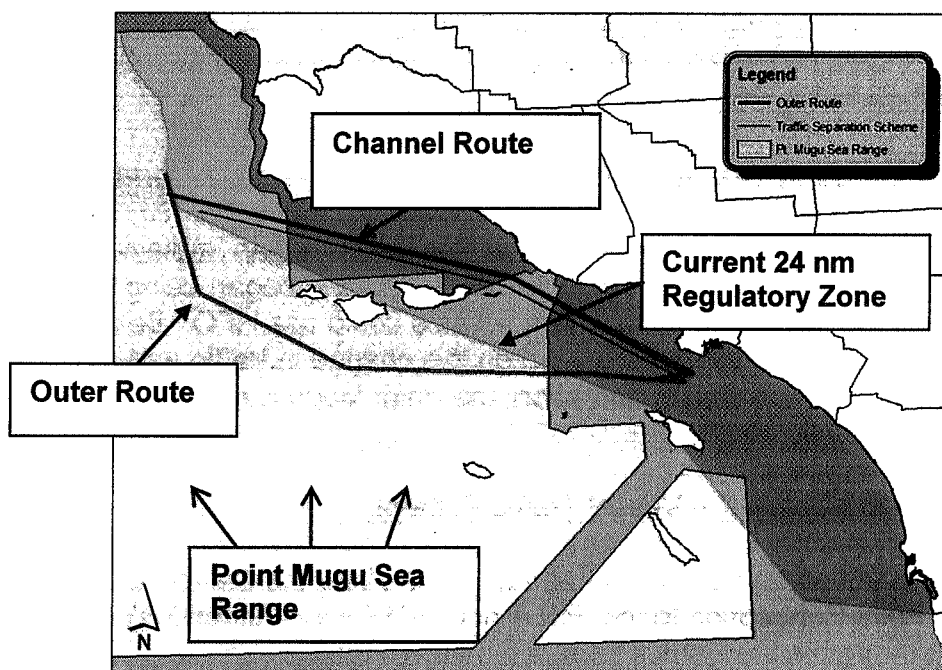 Legend
Outer Route
Traffic Separation Scheme
Pt. Mugu Sea Range
Channel Route
Current 24 nm
Regulatory Zone
Outer Route
Point Mugu Sea
Range
N